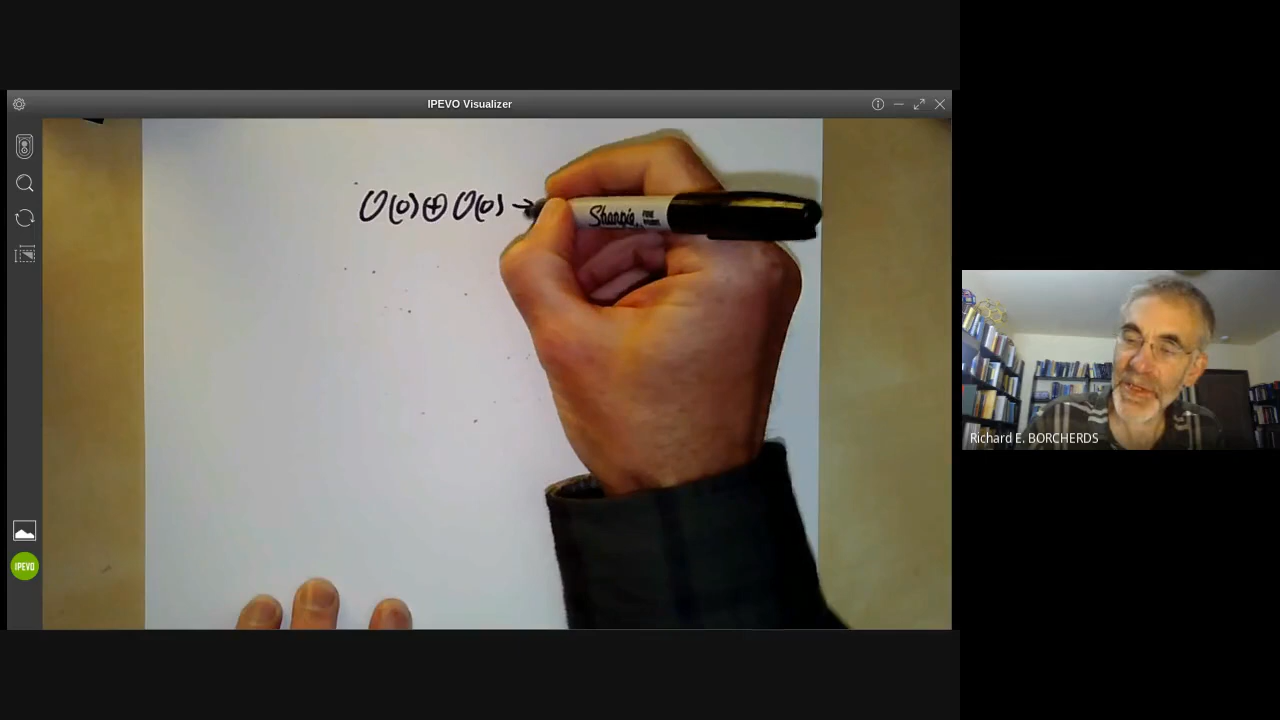 IPEVO Visualizer
O(0) ⊕ O(0) →
Sharpie.
IPEVO
Richard E. BORCHERDS